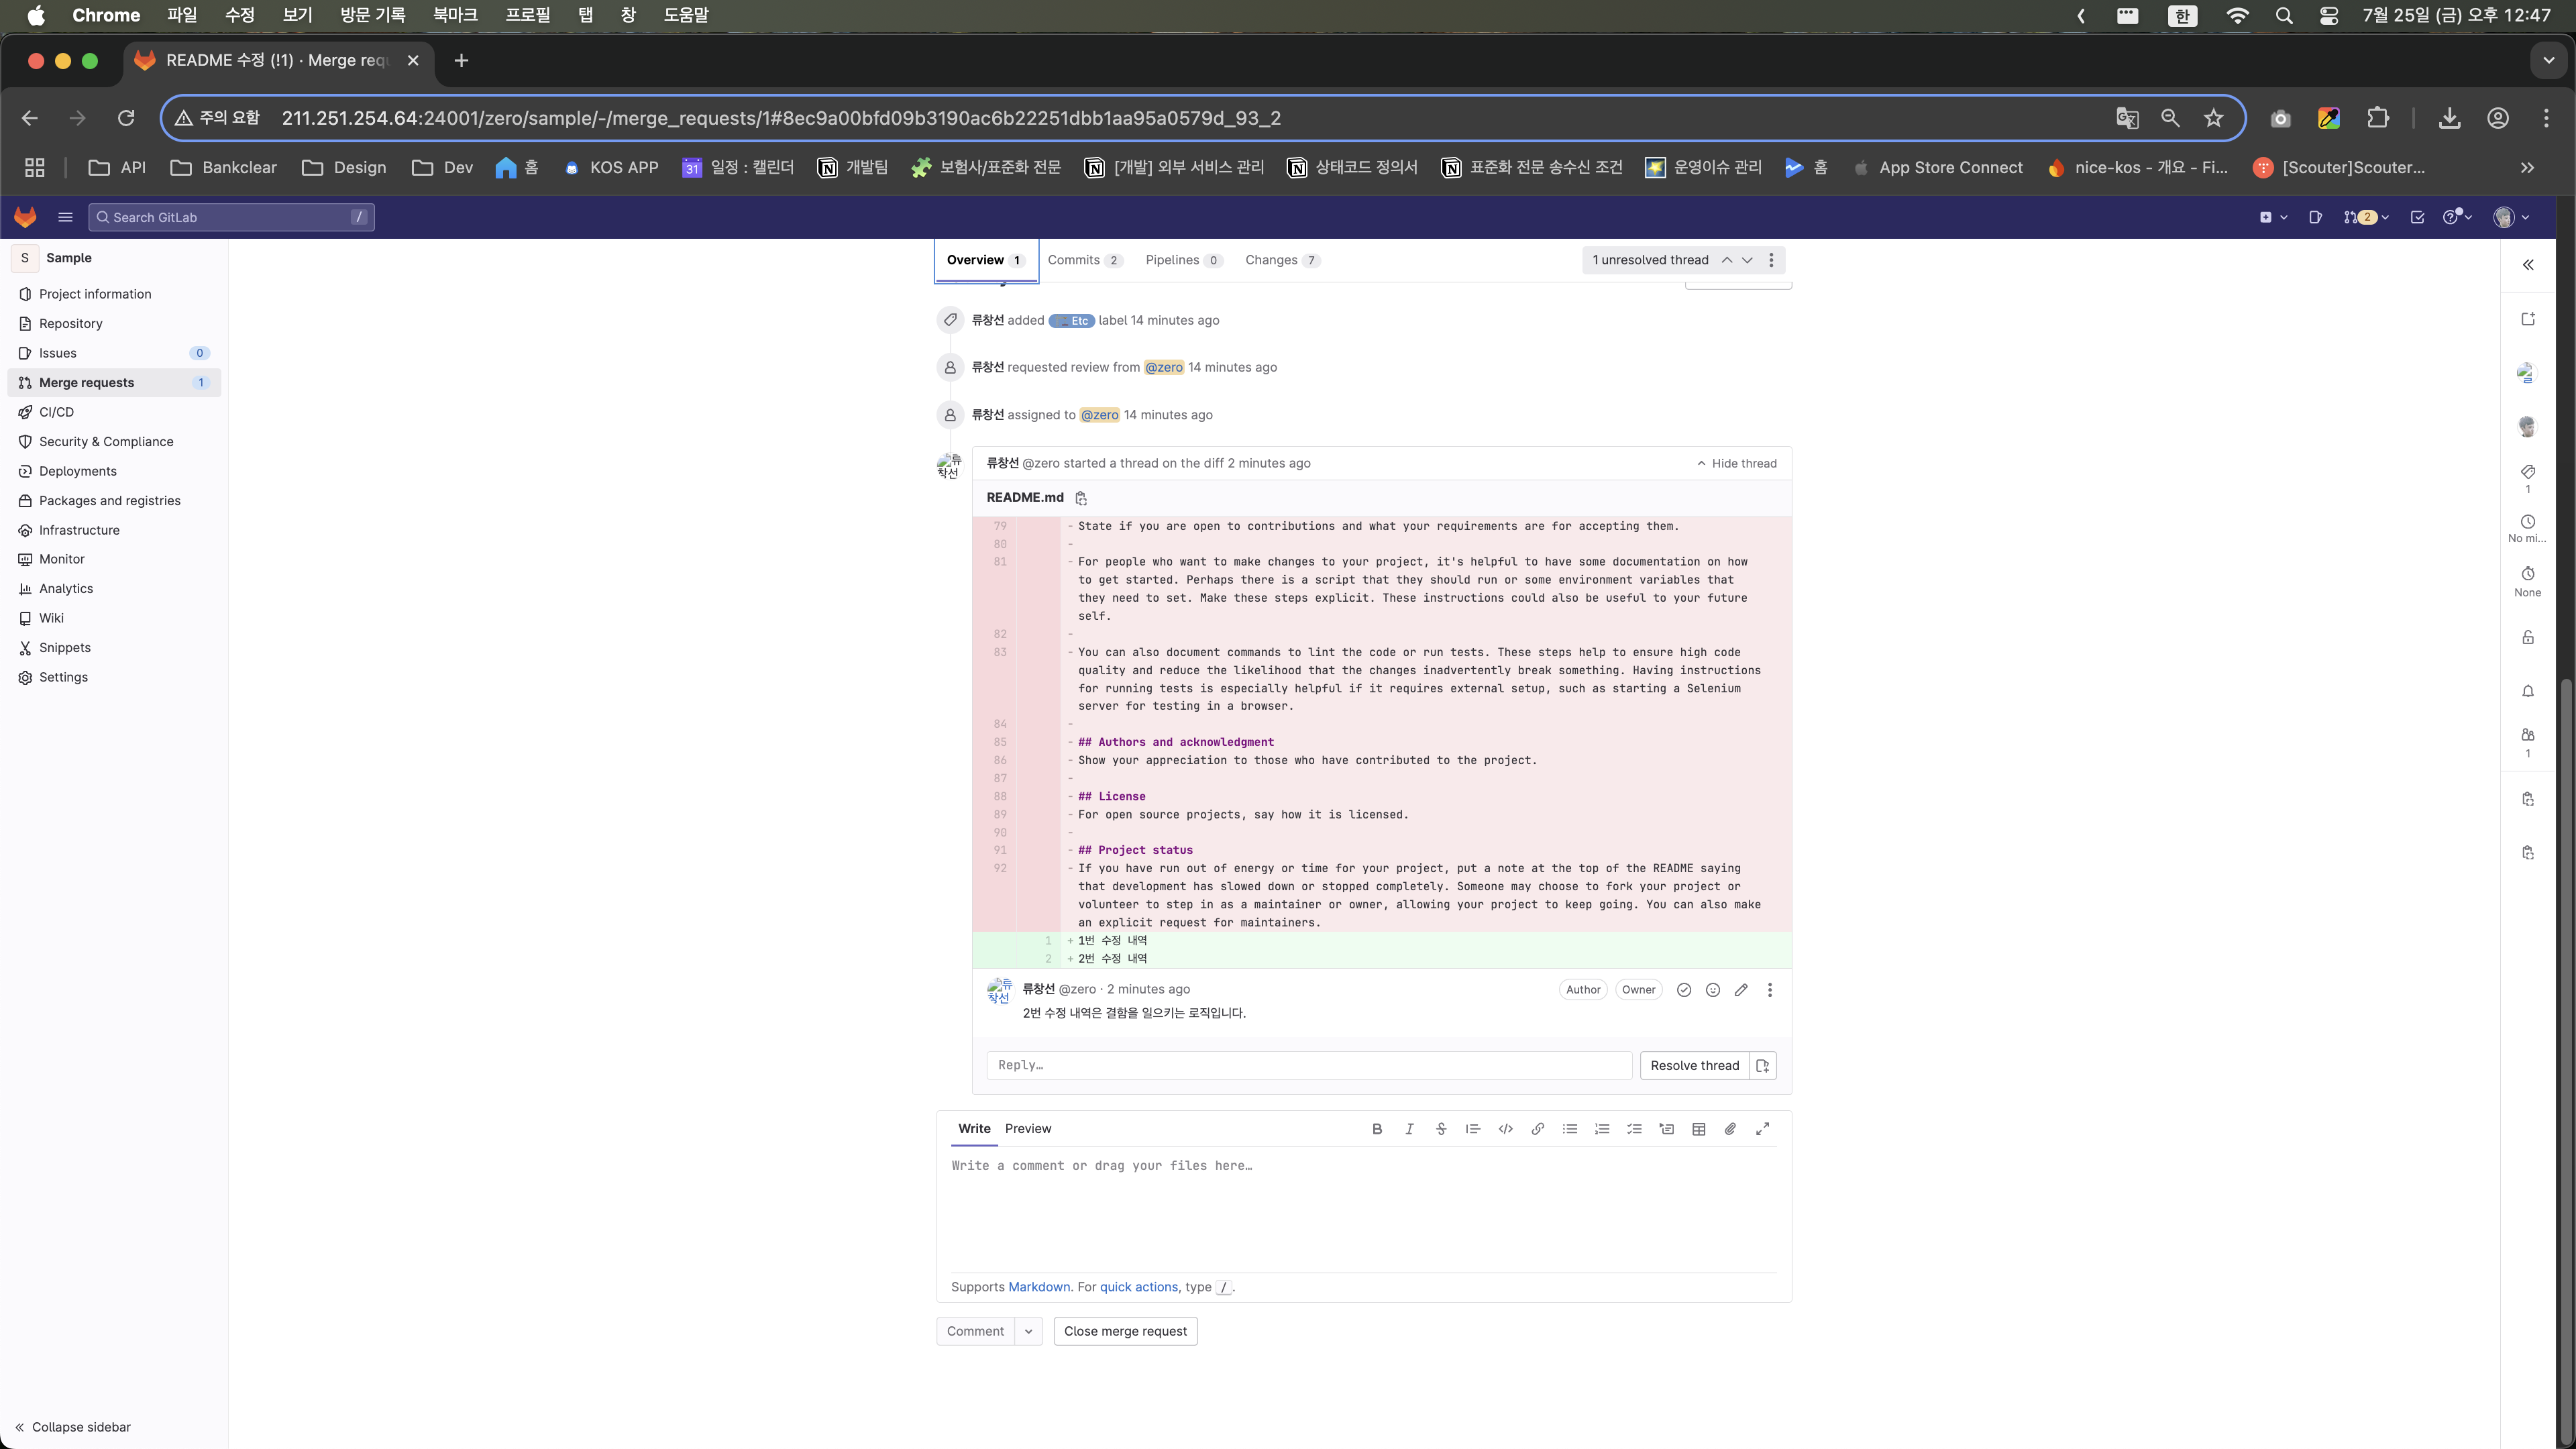 Chrome 파일 수정 보기 방문 기록 북마크 프로필 탭 창 도움말 한 7월 25일 (금) 오후 12:47
README 수정 (!1) · Merge req
주의 요함 211.251.254.64:24001/zero/sample/-/merge_requests/1#8ec9a00bfd09b3190ac6b22251dbb1aa95a0579d_93_2
API Bankclear Design Dev 홈 KOS APP 31 일정 : 캘린더 개발팀 보험사/표준화 전문 [개발] 외부 서비스 관리 상태코드 정의서 표준화 전문 송수신 조건 운영이슈 관리 홈 App Store Connect nice-kos - 개요 - Fi... [Scouter]Scouter...
Search GitLab / 2
S Sample
Project information
Repository
Issues 0
Merge requests 1
CI/CD
Security & Compliance
Deployments
Packages and registries
Infrastructure
Monitor
Analytics
Wiki
Snippets
Settings
Collapse sidebar
Overview 1 Commits 2 Pipelines 0 Changes 7 1 unresolved thread
류창선 added Etc label 14 minutes ago
류창선 requested review from @zero 14 minutes ago
류창선 assigned to @zero 14 minutes ago
류창선 류창선 @zero started a thread on the diff 2 minutes ago Hide thread
README.md
79 - State if you are open to contributions and what your requirements are for accepting them.
80 -
81 - For people who want to make changes to your project, it's helpful to have some documentation on how
to get started. Perhaps there is a script that they should run or some environment variables that
they need to set. Make these steps explicit. These instructions could also be useful to your future
self.
82 -
83 - You can also document commands to lint the code or run tests. These steps help to ensure high code
quality and reduce the likelihood that the changes inadvertently break something. Having instructions
for running tests is especially helpful if it requires external setup, such as starting a Selenium
server for testing in a browser.
84 -
85 - ## Authors and acknowledgment
86 - Show your appreciation to those who have contributed to the project.
87 -
88 - ## License
89 - For open source projects, say how it is licensed.
90 -
91 - ## Project status
92 - If you have run out of energy or time for your project, put a note at the top of the README saying
that development has slowed down or stopped completely. Someone may choose to fork your project or
volunteer to step in as a maintainer or owner, allowing your project to keep going. You can also make
an explicit request for maintainers.
1 + 1번 수정 내역
2 + 2번 수정 내역
류창선 류창선 @zero · 2 minutes ago Author Owner
2번 수정 내역은 결함을 일으키는 로직입니다.
Reply… Resolve thread
Write Preview
Write a comment or drag your files here…
Supports Markdown. For quick actions, type /.
Comment Close merge request
1
No mi...
None
1